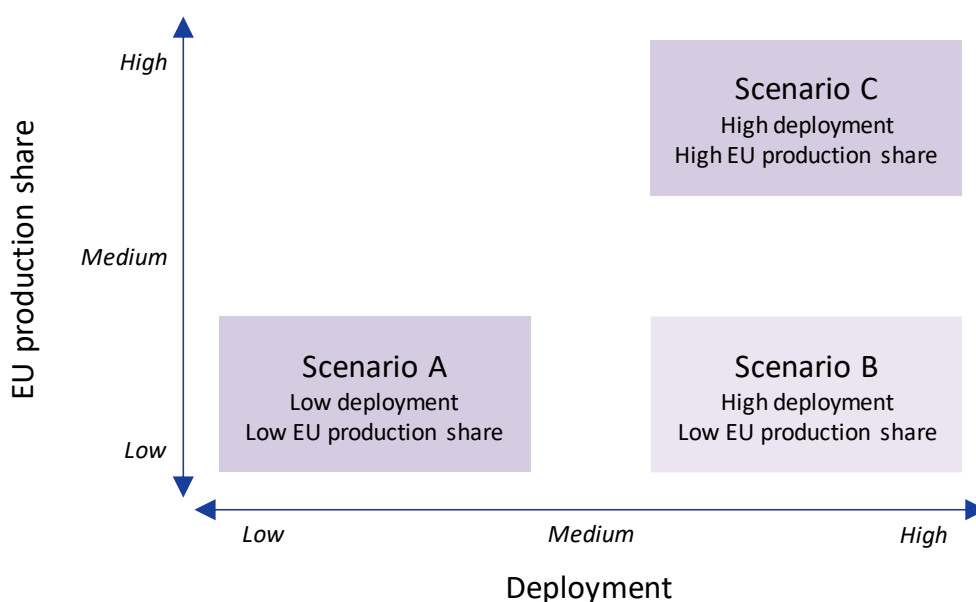 High
Scenario C
High deployment
High EU production share
EU production share
Medium
Scenario A
Low deployment
Low EU production share
Scenario B
High deployment
Low EU production share
Low
Low
Medium
High
Deployment